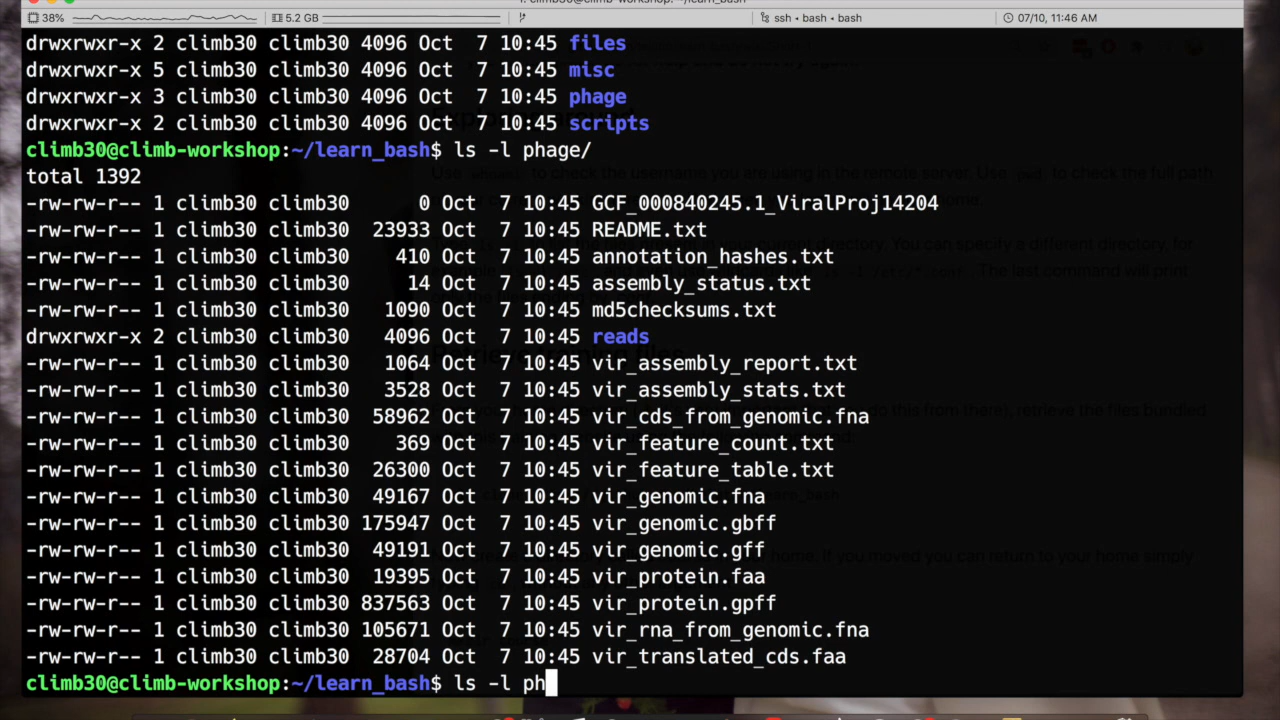 1. climb30@climb-workshop: ~/learn_bash
38% 5.2 GB ssh • bash • bash 07/10, 11:46 AM
drwxrwxr-x 2 climb30 climb30 4096 Oct 7 10:45 files
drwxrwxr-x 5 climb30 climb30 4096 Oct 7 10:45 misc
drwxrwxr-x 3 climb30 climb30 4096 Oct 7 10:45 phage
drwxrwxr-x 2 climb30 climb30 4096 Oct 7 10:45 scripts
climb30@climb-workshop:~/learn_bash$ ls -l phage/
total 1392
-rw-rw-r-- 1 climb30 climb30 0 Oct 7 10:45 GCF_000840245.1_ViralProj14204
-rw-rw-r-- 1 climb30 climb30 23933 Oct 7 10:45 README.txt
-rw-rw-r-- 1 climb30 climb30 410 Oct 7 10:45 annotation_hashes.txt
-rw-rw-r-- 1 climb30 climb30 14 Oct 7 10:45 assembly_status.txt
-rw-rw-r-- 1 climb30 climb30 1090 Oct 7 10:45 md5checksums.txt
drwxrwxr-x 2 climb30 climb30 4096 Oct 7 10:45 reads
-rw-rw-r-- 1 climb30 climb30 1064 Oct 7 10:45 vir_assembly_report.txt
-rw-rw-r-- 1 climb30 climb30 3528 Oct 7 10:45 vir_assembly_stats.txt
-rw-rw-r-- 1 climb30 climb30 58962 Oct 7 10:45 vir_cds_from_genomic.fna
-rw-rw-r-- 1 climb30 climb30 369 Oct 7 10:45 vir_feature_count.txt
-rw-rw-r-- 1 climb30 climb30 26300 Oct 7 10:45 vir_feature_table.txt
-rw-rw-r-- 1 climb30 climb30 49167 Oct 7 10:45 vir_genomic.fna
-rw-rw-r-- 1 climb30 climb30 175947 Oct 7 10:45 vir_genomic.gbff
-rw-rw-r-- 1 climb30 climb30 49191 Oct 7 10:45 vir_genomic.gff
-rw-rw-r-- 1 climb30 climb30 19395 Oct 7 10:45 vir_protein.faa
-rw-rw-r-- 1 climb30 climb30 837563 Oct 7 10:45 vir_protein.gpff
-rw-rw-r-- 1 climb30 climb30 105671 Oct 7 10:45 vir_rna_from_genomic.fna
-rw-rw-r-- 1 climb30 climb30 28704 Oct 7 10:45 vir_translated_cds.faa
climb30@climb-workshop:~/learn_bash$ ls -l ph